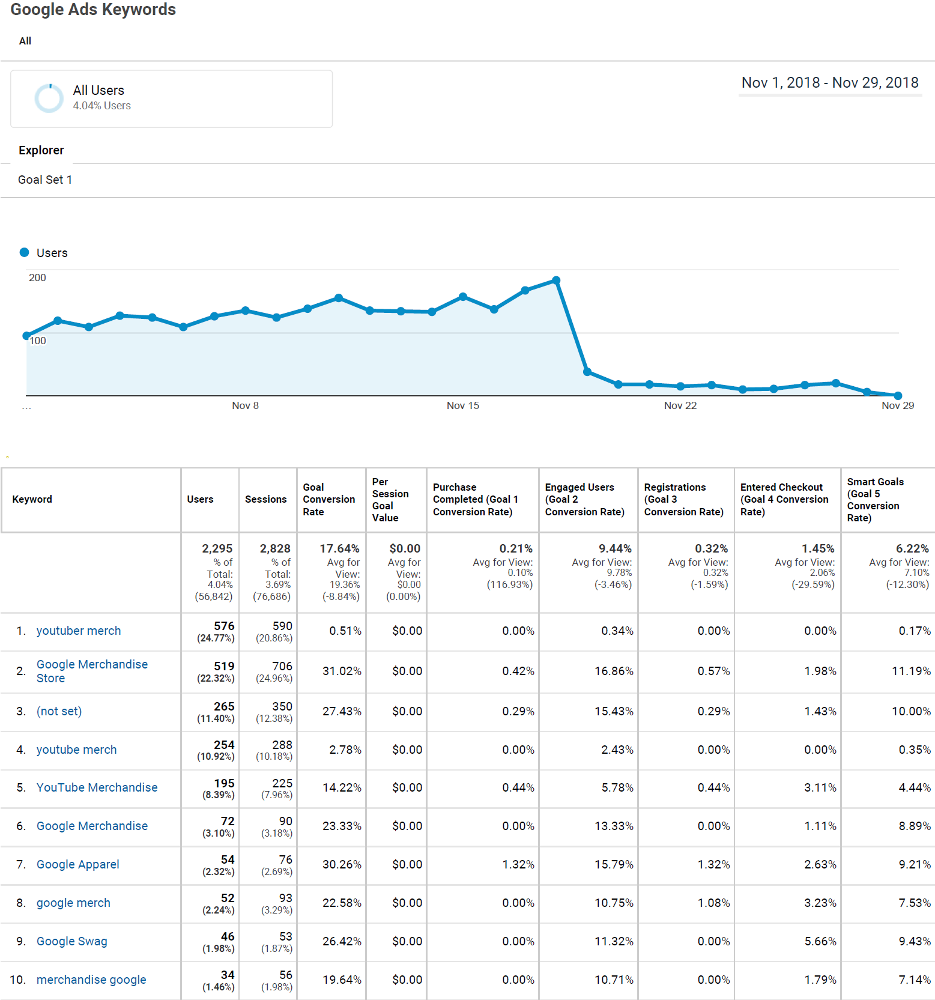 Google Ads Keywords
All
All Users
4.04% Users
Nov 1, 2018 - Nov 29, 2018
Explorer
Goal Set 1
Users
200
100
...
Nov 8
Nov 15
Nov 22
Nov 29
Keyword
Users
Sessions
Goal
Conversion
Rate
Per
Session
Goal
Value
Purchase
Completed (Goal 1
Conversion Rate)
Engaged Users
(Goal 2
Conversion Rate)
Registrations
(Goal 3
Conversion Rate)
Entered Checkout
(Goal 4 Conversion
Rate)
Smart Goals
(Goal 5
Conversion
Rate)
2,295
% of
Total:
4.04%
(56,842)
2,828
% of
Total:
3.69%
(76,686)
17.64%
Avg for
View:
19.36%
(-8.84%)
$0.00
Avg for
View:
$0.00
(0.00%)
0.21%
Avg for View:
0.10%
(116.93%)
9.44%
Avg for View:
9.78%
(-3.46%)
0.32%
Avg for View:
0.32%
(-1.59%)
1.45%
Avg for View:
2.06%
(-29.59%)
6.22%
Avg for View:
7.10%
(-12.30%)
1. youtuber merch
576
(24.77%)
590
(20.86%)
0.51%
$0.00
0.00%
0.34%
0.00%
0.00%
0.17%
2. Google Merchandise
Store
519
(22.32%)
706
(24.96%)
31.02%
$0.00
0.42%
16.86%
0.57%
1.98%
11.19%
3. (not set)
265
(11.40%)
350
(12.38%)
27.43%
$0.00
0.29%
15.43%
0.29%
1.43%
10.00%
4. youtube merch
254
(10.92%)
288
(10.18%)
2.78%
$0.00
0.00%
2.43%
0.00%
0.00%
0.35%
5. YouTube Merchandise
195
(8.39%)
225
(7.96%)
14.22%
$0.00
0.44%
5.78%
0.44%
3.11%
4.44%
6. Google Merchandise
72
(3.10%)
90
(3.18%)
23.33%
$0.00
0.00%
13.33%
0.00%
1.11%
8.89%
7. Google Apparel
54
(2.32%)
76
(2.69%)
30.26%
$0.00
1.32%
15.79%
1.32%
2.63%
9.21%
8. google merch
52
(2.24%)
93
(3.29%)
22.58%
$0.00
0.00%
10.75%
1.08%
3.23%
7.53%
9. Google Swag
46
(1.98%)
53
(1.87%)
26.42%
$0.00
0.00%
11.32%
0.00%
5.66%
9.43%
10. merchandise google
34
(1.46%)
56
(1.98%)
19.64%
$0.00
0.00%
10.71%
0.00%
1.79%
7.14%